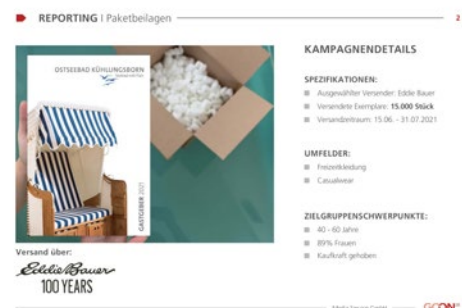 REPORTING I Paketbeilagen
2
OSTSEEBAD KÜHLUNGSBORN
GASTGEBER 2021
Versand über:
Eddie Bauer
100 YEARS
KAMPAGNENDETAILS
SPEZIFIKATIONEN:
Ausgewählter Versender: Eddie Bauer
Versendete Exemplare: 15.000 Stück
Versandzeitraum: 15.06. - 31.07.2021
UMFELDER:
Freizeitkleidung
Casualwear
ZIELGRUPPENSCHWERPUNKTE:
40 - 60 Jahre
89% Frauen
Kaufkraft gehoben